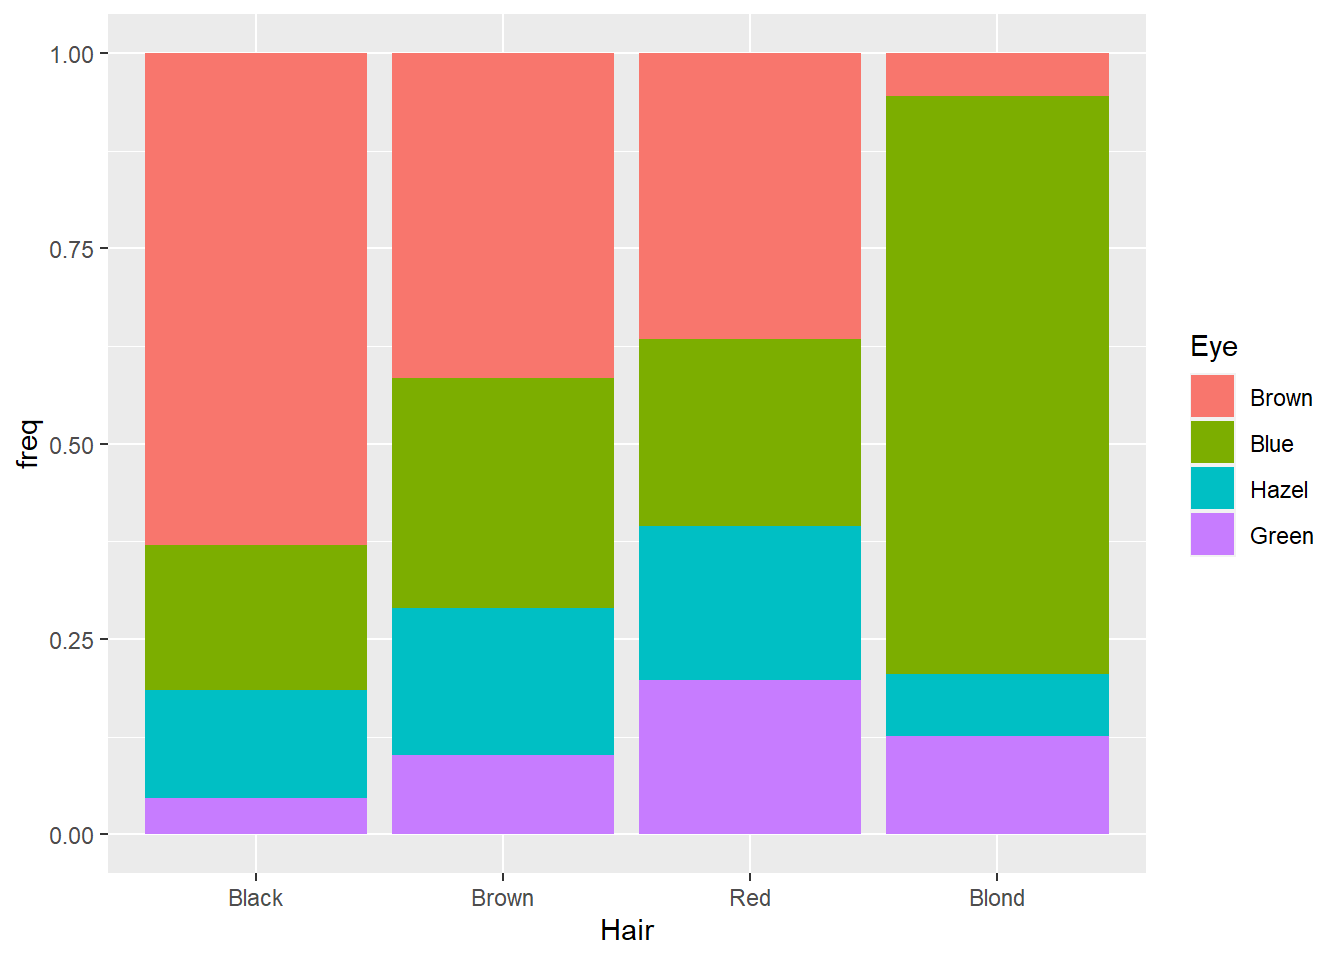 1.00
0.75
0.50
0.25
0.00
freq
Black Brown Red Blond
Hair
Eye
Brown
Blue
Hazel
Green